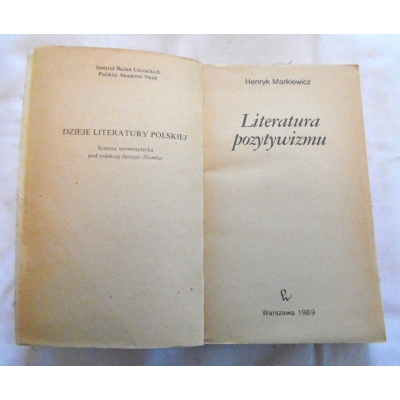 Instytut Badań Literackich
Polskiej Akademii Nauk
DZIEJE LITERATURY POLSKIEJ
Synteza uniwersytecka
pod redakcją Jerzego Ziomka
Henryk Markiewicz
Literatura
pozytywizmu
Warszawa 1989